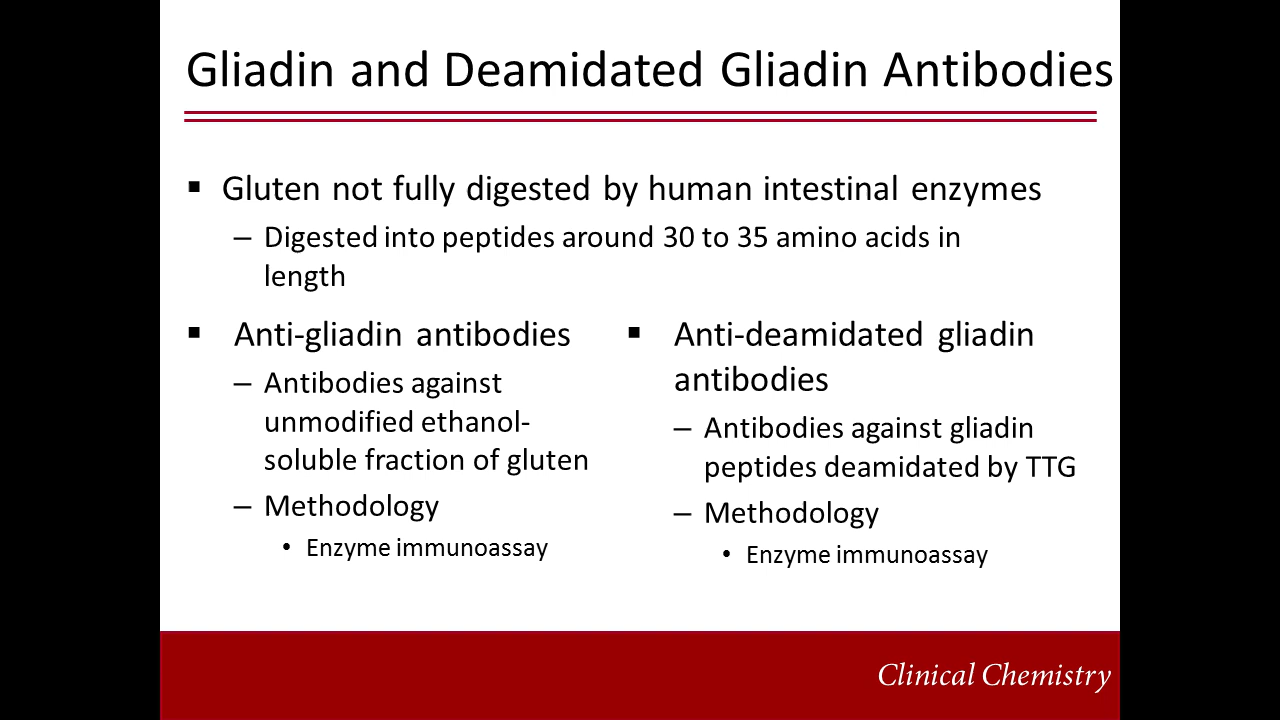 Gliadin and Deamidated Gliadin Antibodies
▪ Gluten not fully digested by human intestinal enzymes
– Digested into peptides around 30 to 35 amino acids in
length
▪ Anti-gliadin antibodies
– Antibodies against
unmodified ethanol-
soluble fraction of gluten
– Methodology
• Enzyme immunoassay
▪ Anti-deamidated gliadin
antibodies
– Antibodies against gliadin
peptides deamidated by TTG
– Methodology
• Enzyme immunoassay
Clinical Chemistry